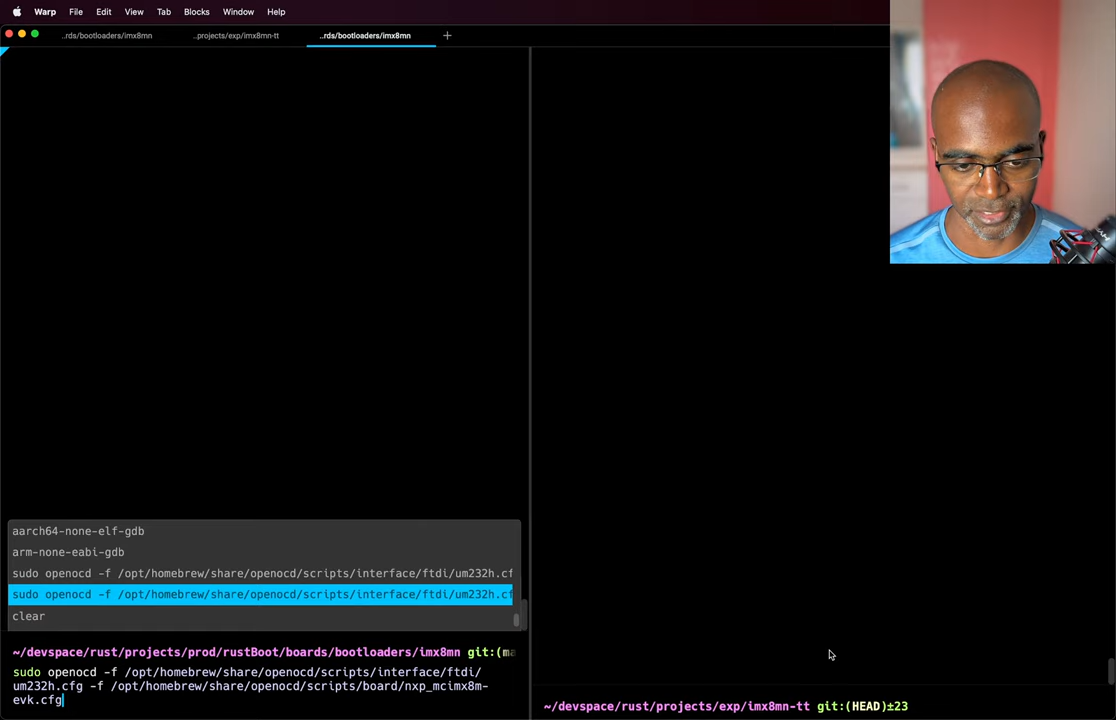 Warp File Edit View Tab Blocks Window Help
..rds/bootloaders/imx8mn ..projects/exp/imx8mn-tt ..rds/bootloaders/imx8mn +
aarch64-none-elf-gdb
arm-none-eabi-gdb
sudo openocd -f /opt/homebrew/share/openocd/scripts/interface/ftdi/um232h.cf
sudo openocd -f /opt/homebrew/share/openocd/scripts/interface/ftdi/um232h.cf
clear
~/devspace/rust/projects/prod/rustBoot/boards/bootloaders/imx8mn git:(ma
sudo openocd -f /opt/homebrew/share/openocd/scripts/interface/ftdi/
um232h.cfg -f /opt/homebrew/share/openocd/scripts/board/nxp_mcimx8m-
evk.cfg
~/devspace/rust/projects/exp/imx8mn-tt git:(HEAD)±23